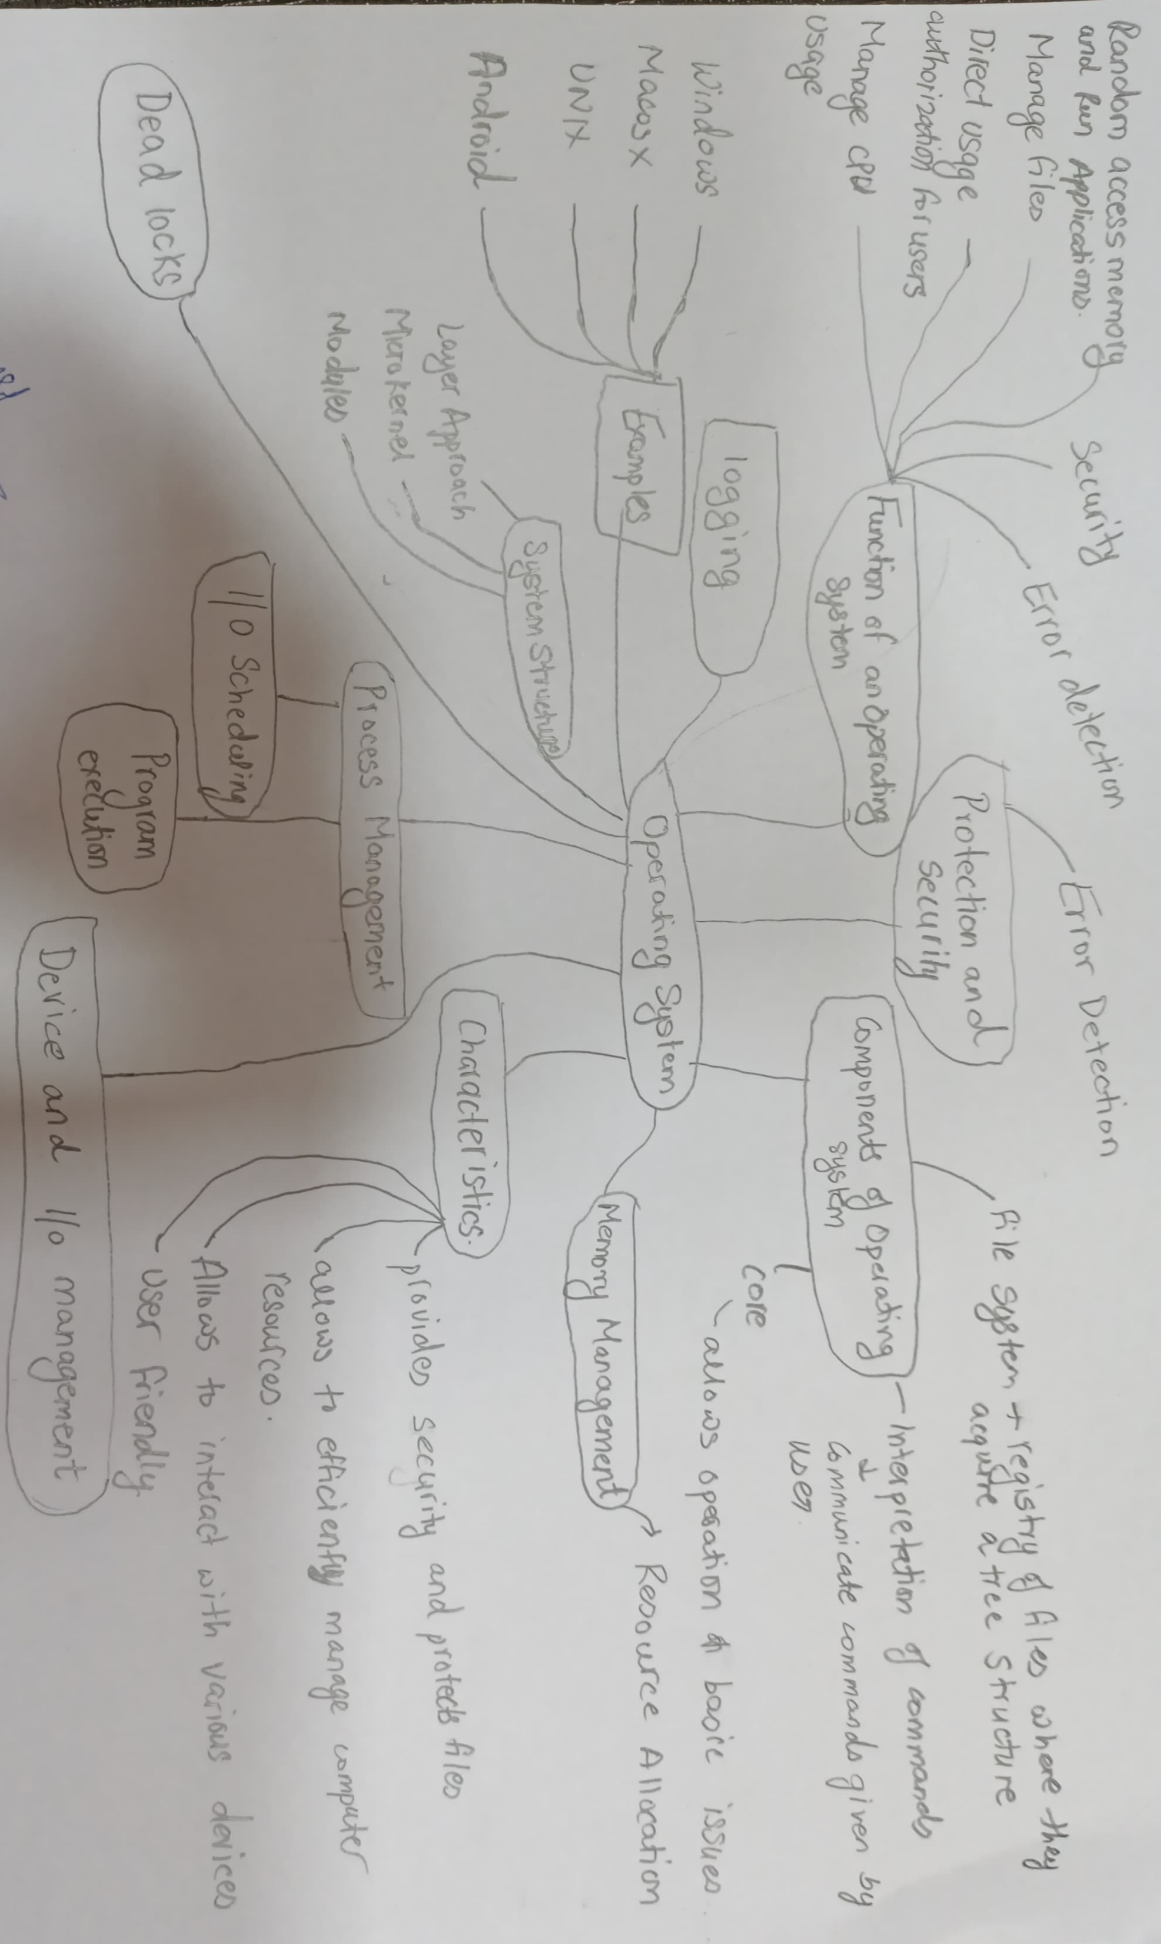 Random access memory
and Run Applications.
Manage files
Direct usage
authorization for users
Manage CPU
usage
Security
Error detection
Function of an operating
system
Protection and
security
Error Detection
Components of Operating
system
file system → registry of files where they
acquire a tree structure
Interpretation of commands
↓
communicate commands given by
user.
core
allows operation & basic issues.
logging
Windows
Macos X
UNIX
Android
Examples
Operating System
Memory Management
Resource Allocation
System Structure
Layer Approach
Microkernel
Modules
Characteristics.
provides security and protects files
allows to efficiently manage computer
resources.
Allows to interact with various devices
user friendly
Dead locks
Process Management
I/O Scheduling
Program
execution
Device and I/o management